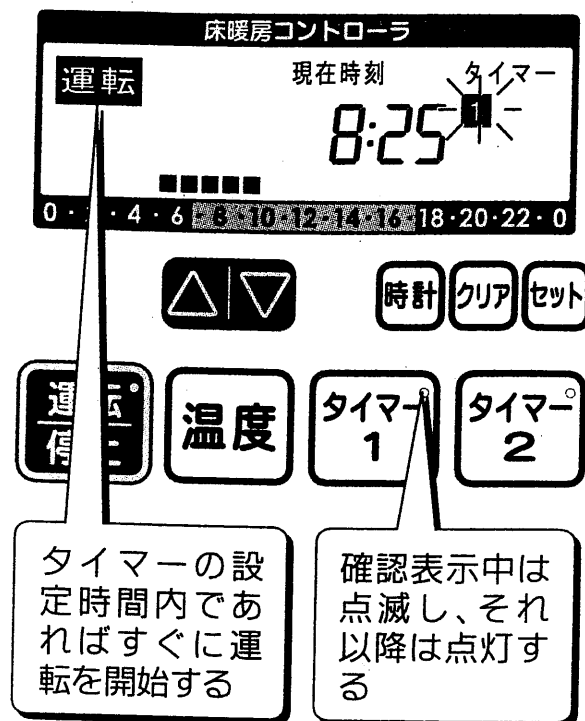 床暖房コントローラ
運転 現在時刻 タイマー
8:25 1
0・2・4・6・8・10・12・14・16・18・20・22・0
時計 クリア セット
運転 停止
温度
タイマー 1
タイマー 2
タイマーの設
定時間内であ
ればすぐに運
転を開始する
確認表示中は
点滅し、それ
以降は点灯す
る